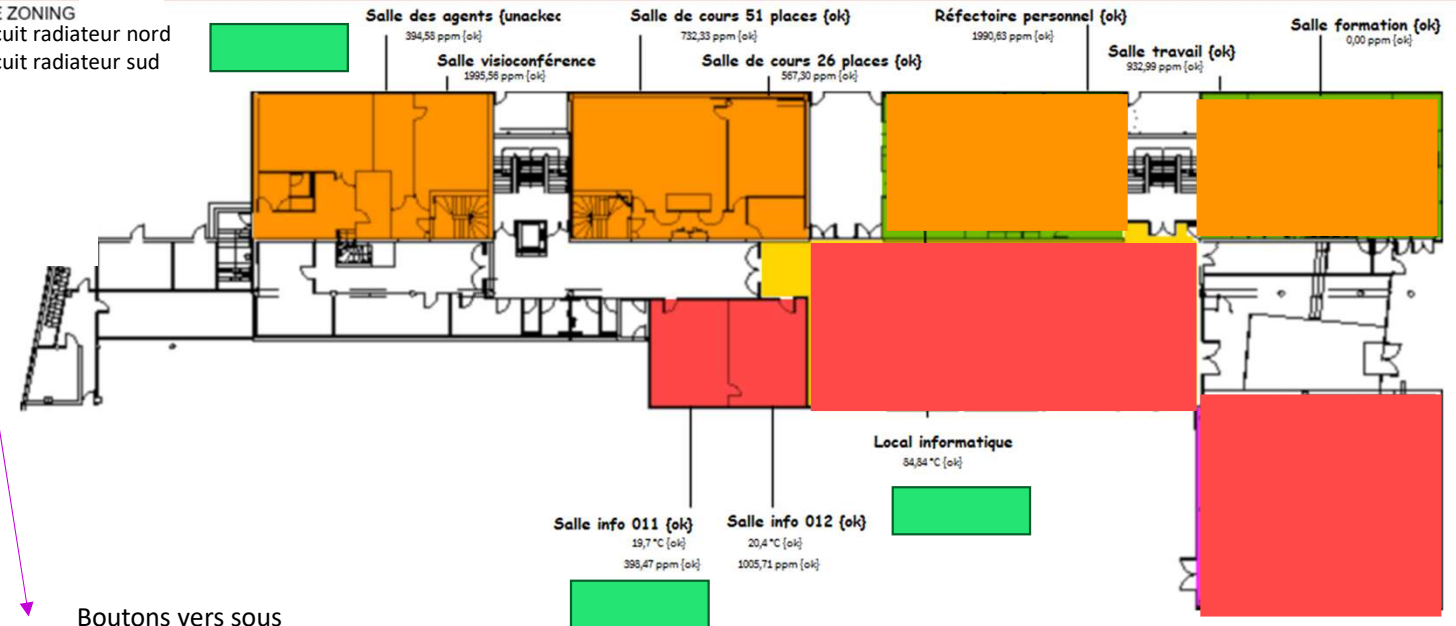 E ZONING
uit radiateur nord
cuit radiateur sud
Salle des agents {unackec
394,58 ppm {ok}
Salle visioconférence
1995,56 ppm {ok}
Salle de cours 51 places {ok}
732,33 ppm {ok}
Salle de cours 26 places {ok}
567,30 ppm {ok}
Réfectoire personnel {ok}
1990,63 ppm {ok}
Salle travail {ok}
932,99 ppm {ok}
Salle formation {ok}
0,00 ppm {ok}
Local informatique
84,84 °C {ok}
Salle info 011 {ok}
19,7 °C {ok}
398,47 ppm {ok}
Salle info 012 {ok}
20,4 °C {ok}
1005,71 ppm {ok}
Boutons vers sous